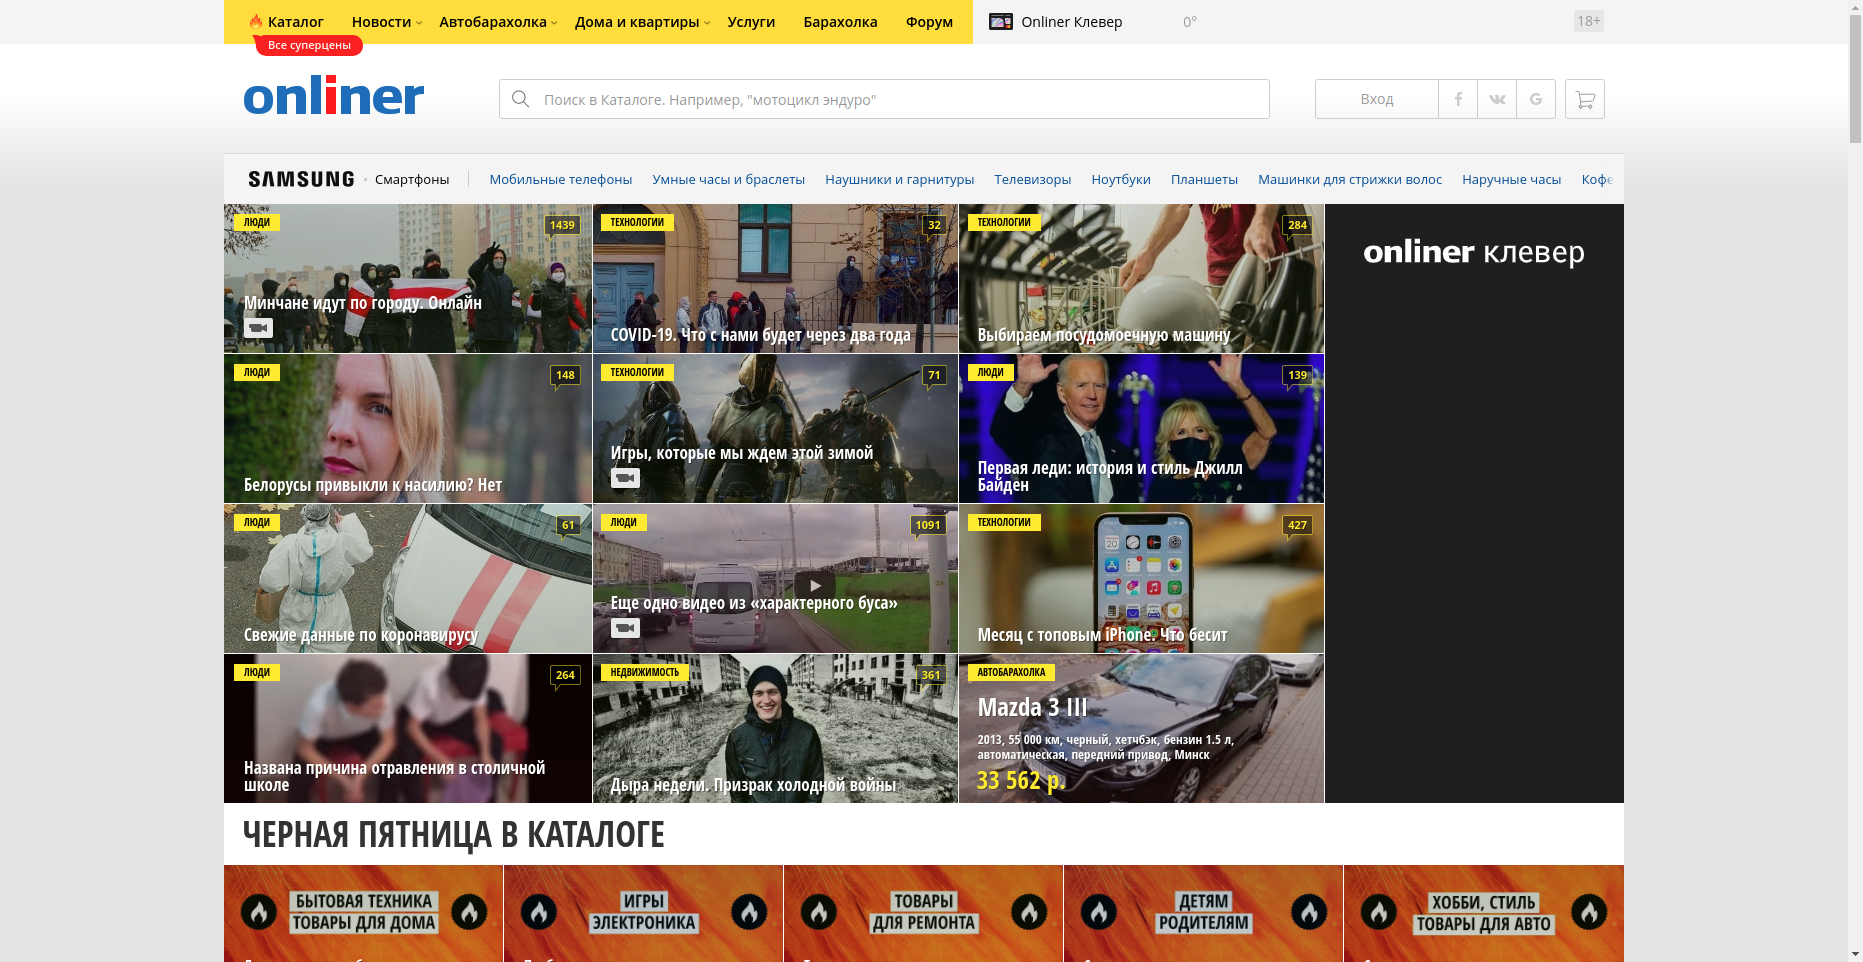 Каталог
Новости
Автобарахолка
Дома и квартиры
Услуги
Барахолка
Форум
Onliner Клевер
0°
18+
Все суперцены
onliner
Поиск в Каталоге. Например, "мотоцикл эндуро"
Вход
SAMSUNG
Смартфоны
Мобильные телефоны
Умные часы и браслеты
Наушники и гарнитуры
Телевизоры
Ноутбуки
Планшеты
Машинки для стрижки волос
Наручные часы
Кофе
ЛЮДИ
1439
Минчане идут по городу. Онлайн
ТЕХНОЛОГИИ
32
COVID-19. Что с нами будет через два года
ТЕХНОЛОГИИ
284
Выбираем посудомоечную машину
onliner клевер
ЛЮДИ
148
Белорусы привыкли к насилию? Нет
ТЕХНОЛОГИИ
71
Игры, которые мы ждем этой зимой
ЛЮДИ
139
Первая леди: история и стиль Джилл
Байден
ЛЮДИ
61
Свежие данные по коронавирусу
ЛЮДИ
1091
Еще одно видео из «характерного буса»
ТЕХНОЛОГИИ
427
Месяц с топовым iPhone. Что бесит
ЛЮДИ
264
Названа причина отравления в столичной
школе
НЕДВИЖИМОСТЬ
361
Дыра недели. Призрак холодной войны
АВТОБАРАХОЛКА
Mazda 3 III
2013, 55 000 км, черный, хетчбэк, бензин 1.5 л,
автоматическая, передний привод, Минск
33 562 р.
ЧЕРНАЯ ПЯТНИЦА В КАТАЛОГЕ
БЫТОВАЯ ТЕХНИКА
ТОВАРЫ ДЛЯ ДОМА
ИГРЫ
ЭЛЕКТРОНИКА
ТОВАРЫ
ДЛЯ РЕМОНТА
ДЕТЯМ
РОДИТЕЛЯМ
ХОББИ, СТИЛЬ
ТОВАРЫ ДЛЯ АВТО